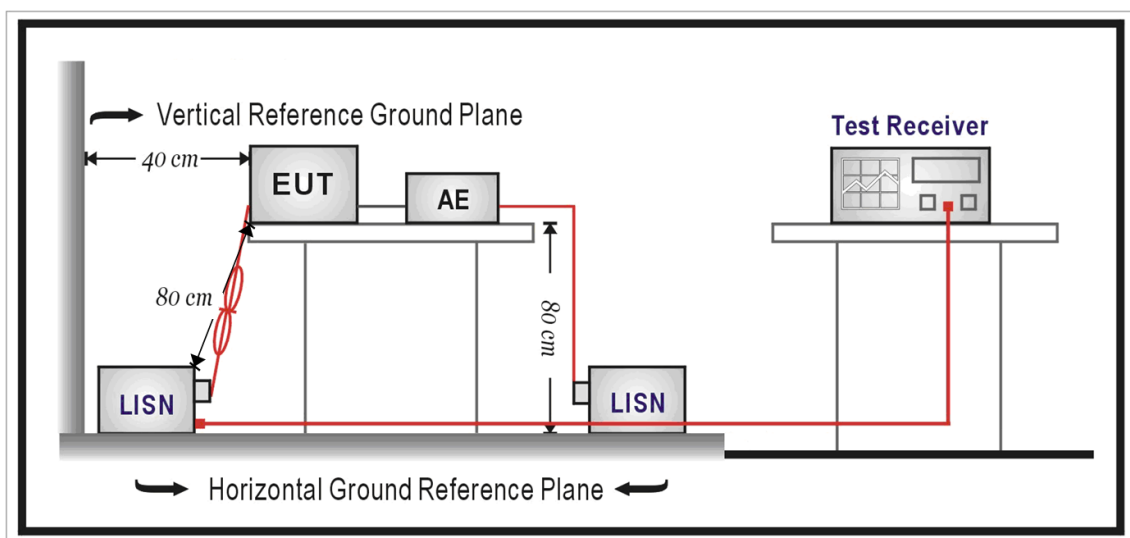 Vertical Reference Ground Plane
Test Receiver
40 cm
EUT
AE
80 cm
80 cm
LISN
LISN
Horizontal Ground Reference Plane